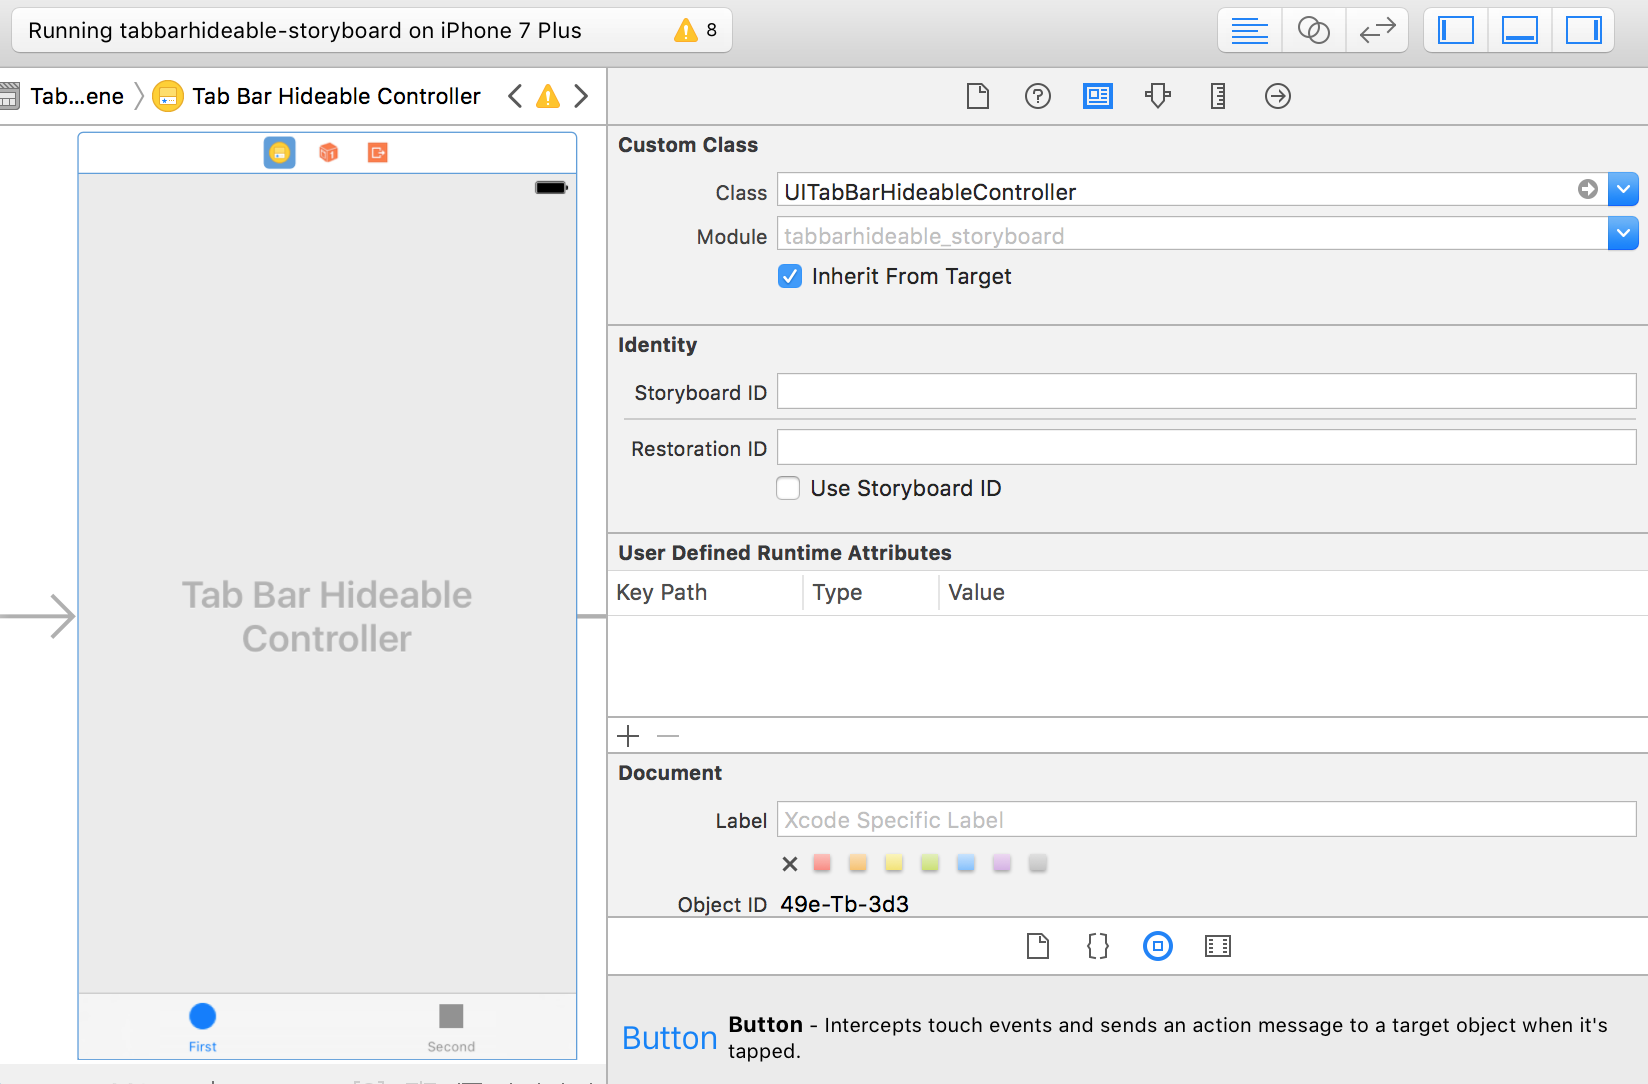 Running tabbarhideable-storyboard on iPhone 7 Plus 8
Tab...ene Tab Bar Hideable Controller
Custom Class
Class UITabBarHideableController
Module tabbarhideable_storyboard
Inherit From Target
Identity
Storyboard ID
Restoration ID
Use Storyboard ID
User Defined Runtime Attributes
Key Path Type Value
Tab Bar Hideable
Controller
Document
Label Xcode Specific Label
Object ID 49e-Tb-3d3
First Second
Button Button - Intercepts touch events and sends an action message to a target object when it's
tapped.